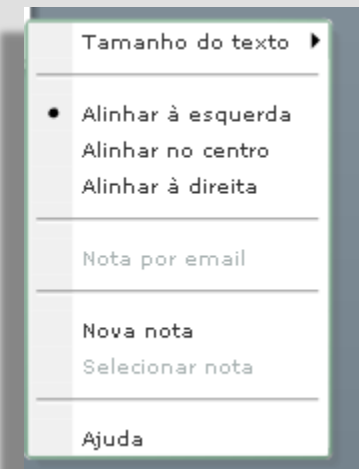 Tamanho do texto
Alinhar à esquerda
Alinhar no centro
Alinhar à direita
Nota por email
Nova nota
Selecionar nota
Ajuda